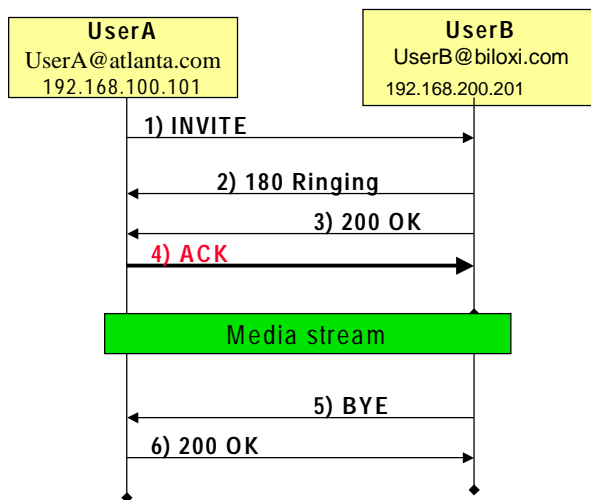 UserA
UserA@atlanta.com
192.168.100.101
UserB
UserB@biloxi.com
192.168.200.201
1) INVITE
2) 180 Ringing
3) 200 OK
4) ACK
Media stream
5) BYE
6) 200 OK